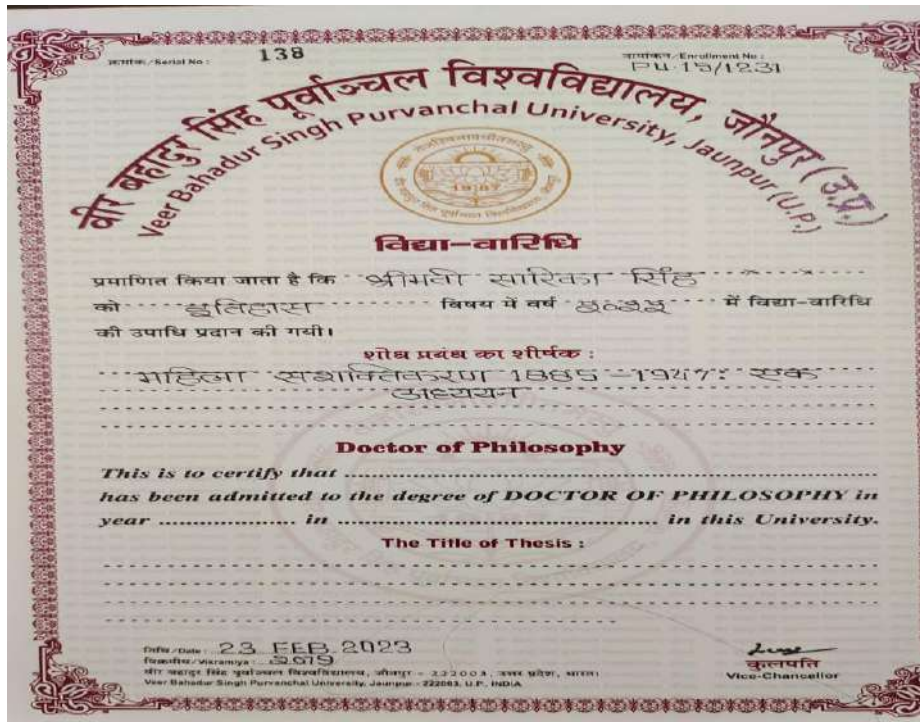 क्रमांक/Serial No : 138
नामांकन/Enrollment No :
PU-15/1231
वीर बहादुर सिंह पूर्वाञ्चल विश्वविद्यालय, जौनपुर (उ.प्र.)
Veer Bahadur Singh Purvanchal University, Jaunpur (U.P.)
1987
विद्या-वारिधि
प्रमाणित किया जाता है कि श्रीमती सारिका सिंह
को इतिहास विषय में वर्ष २०२२ में विद्या-वारिधि
की उपाधि प्रदान की गयी।
शोध प्रबंध का शीर्षक :
महिला सशक्तिकरण 1885-1947: एक
अध्ययन
Doctor of Philosophy
This is to certify that
has been admitted to the degree of DOCTOR OF PHILOSOPHY in
year in in this University.
The Title of Thesis :
तिथि/Date : 23 FEB 2023
विक्रमीय/Vikramiya : 2079
वीर बहादुर सिंह पूर्वाञ्चल विश्वविद्यालय, जौनपुर - 222003, उत्तर प्रदेश, भारत।
Veer Bahadur Singh Purvanchal University, Jaunpur - 222003, U.P. INDIA
कुलपति
Vice-Chancellor